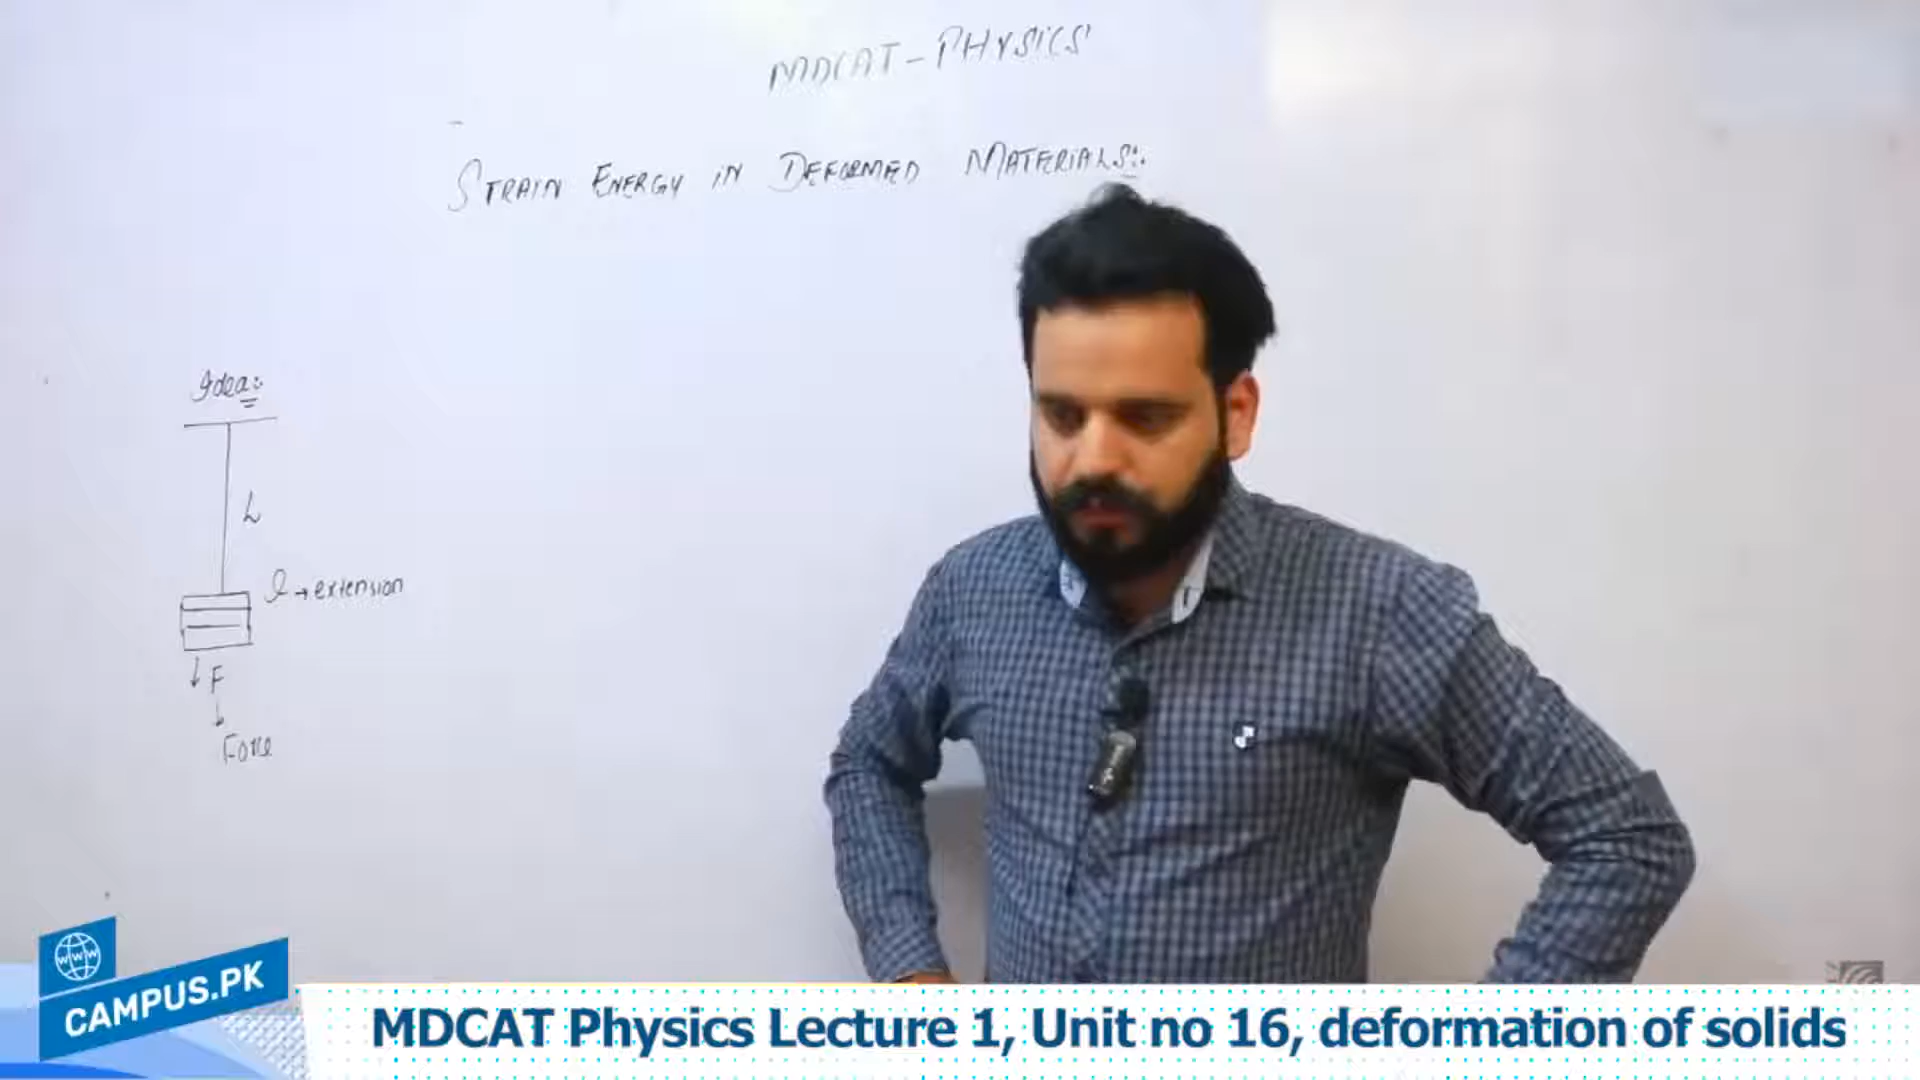 MDCAT - PHYSICS
STRAIN ENERGY IN DEFORMED MATERIALS:.
Idea:
L
l → extension
↓ F
↓
Force
www
CAMPUS.PK
MDCAT Physics Lecture 1, Unit no 16, deformation of solids